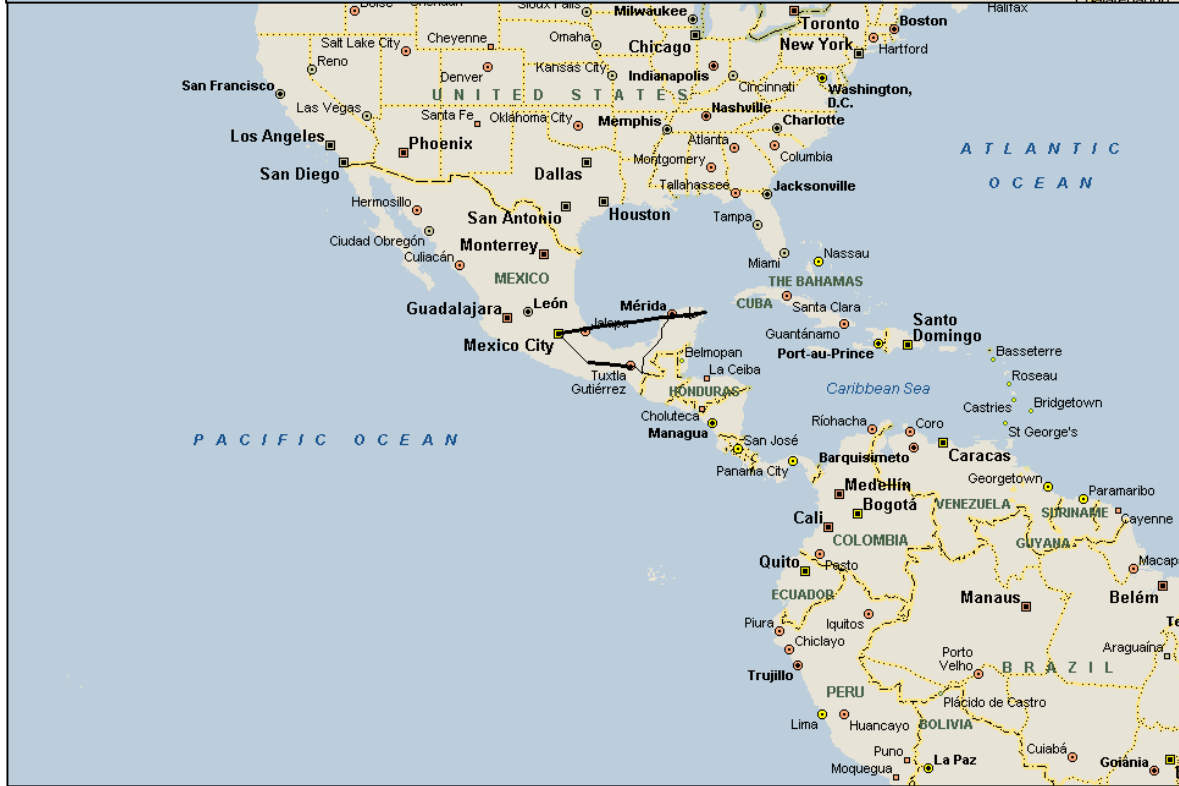 Halifax
Boise
Sioux Falls
Milwaukee
Toronto
Boston
Salt Lake City
Cheyenne
Omaha
Chicago
New York
Hartford
Reno
Denver
Kansas City
Indianapolis
Cincinnati
San Francisco
UNITED STATES
Washington,
D.C.
Las Vegas
Santa Fe
Oklahoma City
Memphis
Nashville
Charlotte
Los Angeles
Phoenix
Atlanta
Columbia
ATLANTIC
OCEAN
San Diego
Dallas
Montgomery
Tallahassee
Jacksonville
Hermosillo
San Antonio
Houston
Tampa
Ciudad Obregón
Monterrey
Culiacán
Miami
Nassau
MEXICO
THE BAHAMAS
Guadalajara
León
Mérida
CUBA
Santa Clara
Jalapa
Guantánamo
Santo
Domingo
Mexico City
Port-au-Prince
Belmopan
Basseterre
Tuxtla
Gutiérrez
La Ceiba
Roseau
HONDURAS
Caribbean Sea
Choluteca
Castries
Bridgetown
Managua
Ríohacha
Coro
St George's
PACIFIC OCEAN
San José
Barquisimeto
Caracas
Panama City
Medellín
Georgetown
Paramaribo
Bogotá
VENEZUELA
SURINAME
Cali
Cayenne
COLOMBIA
GUYANA
Quito
Pasto
Macap
ECUADOR
Manaus
Belém
Piura
Iquitos
Te
Chiclayo
Araguaína
Porto
Velho
BRAZIL
Trujillo
PERU
Plácido de Castro
Lima
Huancayo
BOLIVIA
Puno
La Paz
Cuiabá
Goiânia
Moquegua